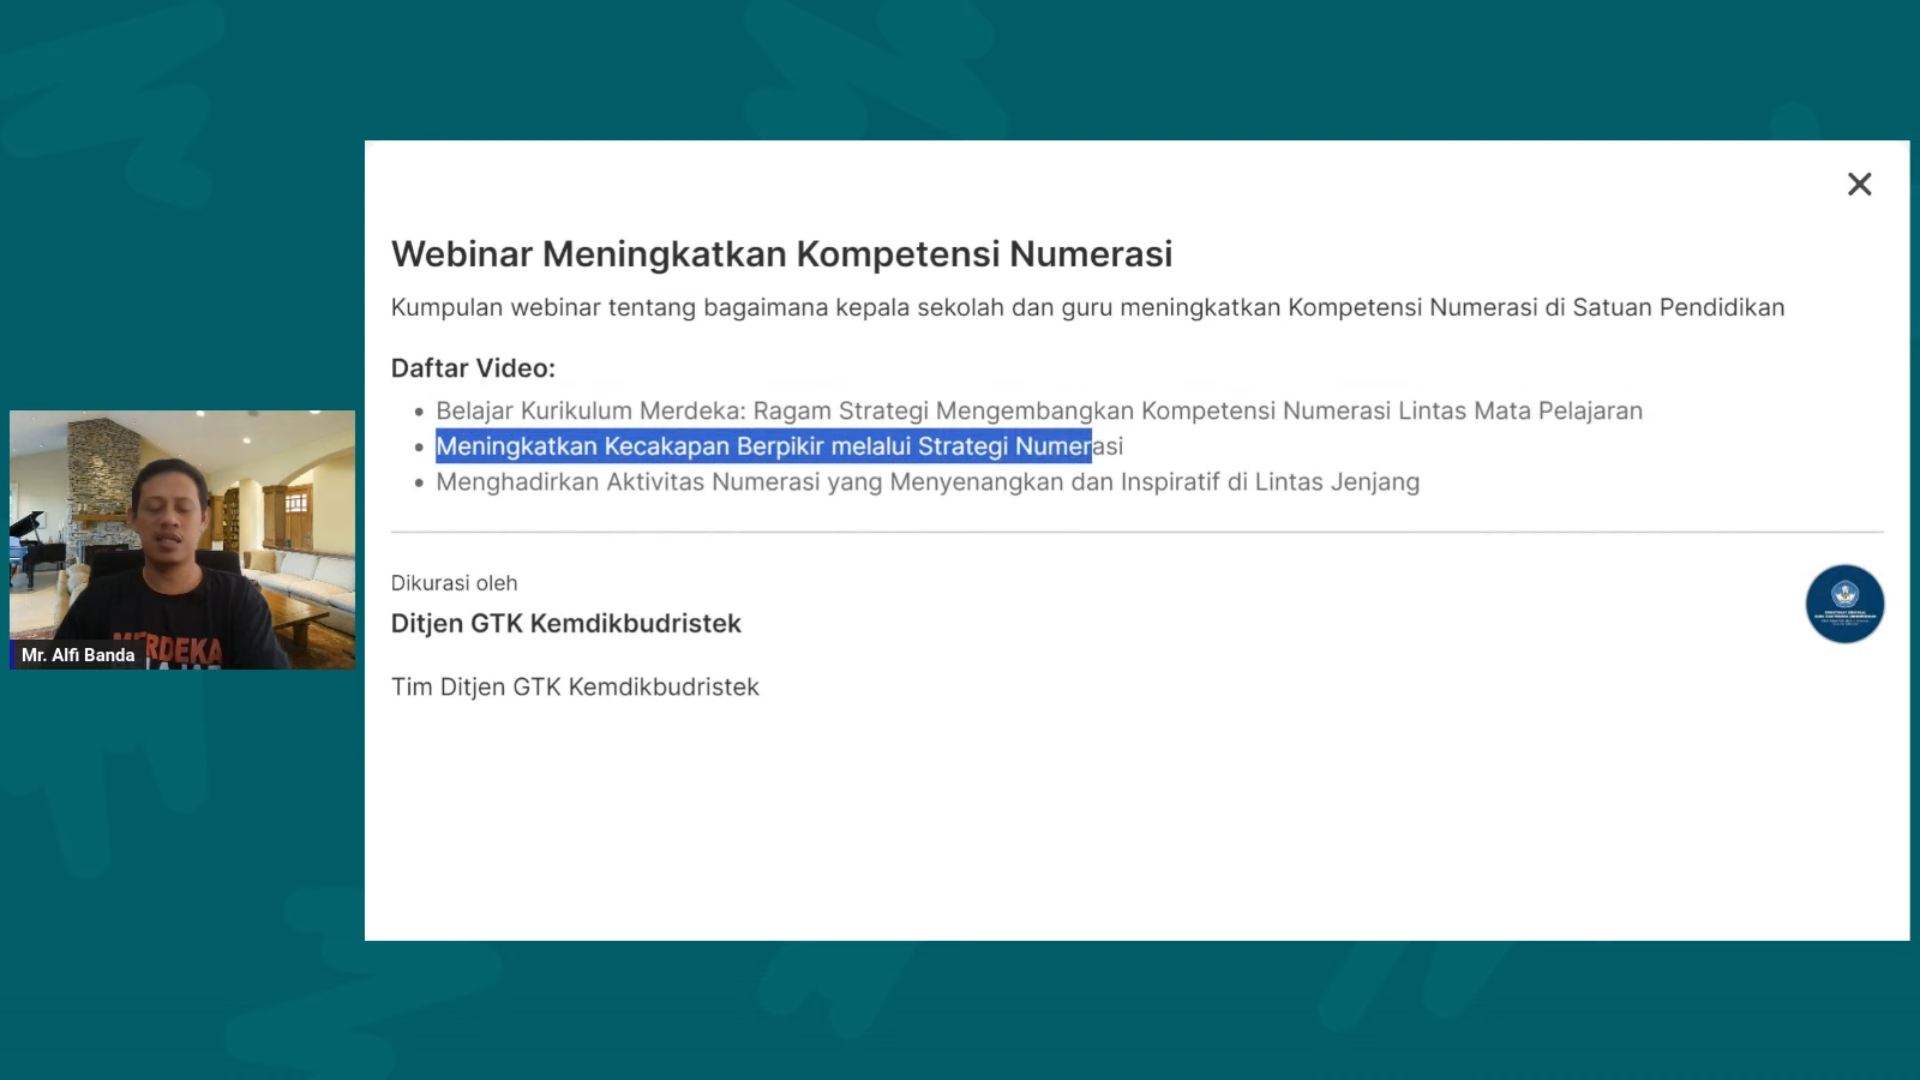 Webinar Meningkatkan Kompetensi Numerasi
Kumpulan webinar tentang bagaimana kepala sekolah dan guru meningkatkan Kompetensi Numerasi di Satuan Pendidikan
Daftar Video:
Belajar Kurikulum Merdeka: Ragam Strategi Mengembangkan Kompetensi Numerasi Lintas Mata Pelajaran
Meningkatkan Kecakapan Berpikir melalui Strategi Numerasi
Menghadirkan Aktivitas Numerasi yang Menyenangkan dan Inspiratif di Lintas Jenjang
Dikurasi oleh
Ditjen GTK Kemdikbudristek
Tim Ditjen GTK Kemdikbudristek
MERDEKA
Mr. Alfi Banda